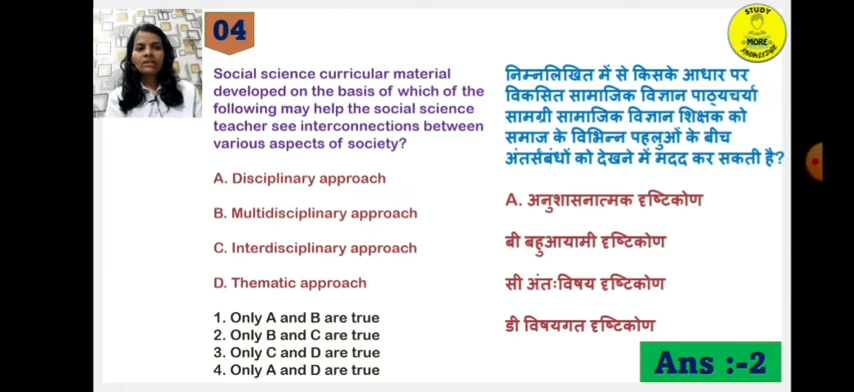 04
STUDY
MORE
KNOWLEDGE
Social science curricular material
developed on the basis of which of the
following may help the social science
teacher see interconnections between
various aspects of society?
A. Disciplinary approach
B. Multidisciplinary approach
C. Interdisciplinary approach
D. Thematic approach
1. Only A and B are true
2. Only B and C are true
3. Only C and D are true
4. Only A and D are true
निम्नलिखित में से किसके आधार पर
विकसित सामाजिक विज्ञान पाठ्यचर्या
सामग्री सामाजिक विज्ञान शिक्षक को
समाज के विभिन्न पहलुओं के बीच
अंतर्संबंधों को देखने में मदद कर सकती है?
A. अनुशासनात्मक दृष्टिकोण
बी बहुआयामी दृष्टिकोण
सी अंतःविषय दृष्टिकोण
डी विषयगत दृष्टिकोण
Ans :-2